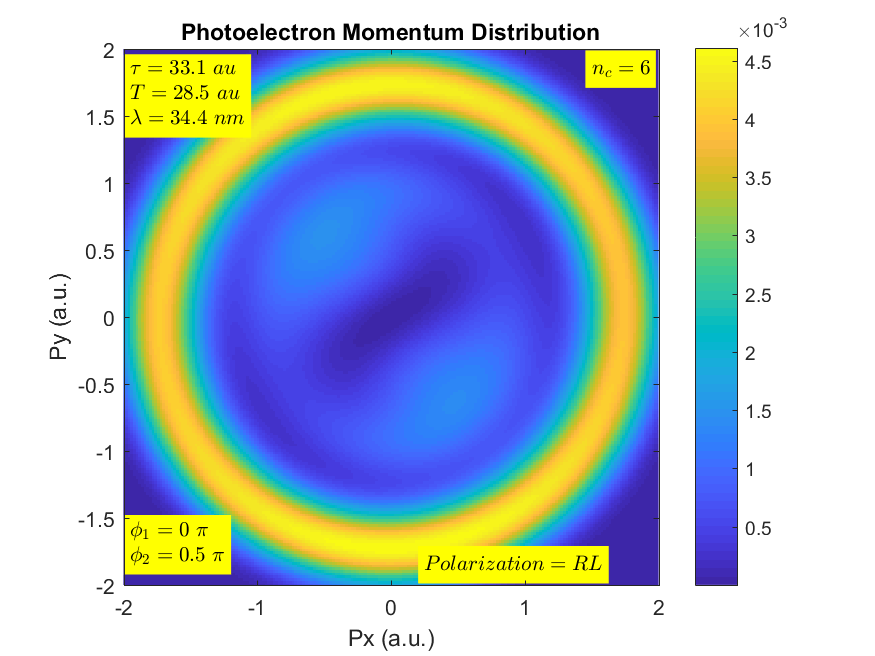 Photoelectron Momentum Distribution
×10⁻³
τ = 33.1 au
T = 28.5 au
λ = 34.4 nm
n_c = 6
2
1.5
1
0.5
0
-0.5
-1
-1.5
-2
Py (a.u.)
ϕ₁ = 0 π
ϕ₂ = 0.5 π
Polarization = RL
-2
-1
0
1
2
Px (a.u.)
4.5
4
3.5
3
2.5
2
1.5
1
0.5